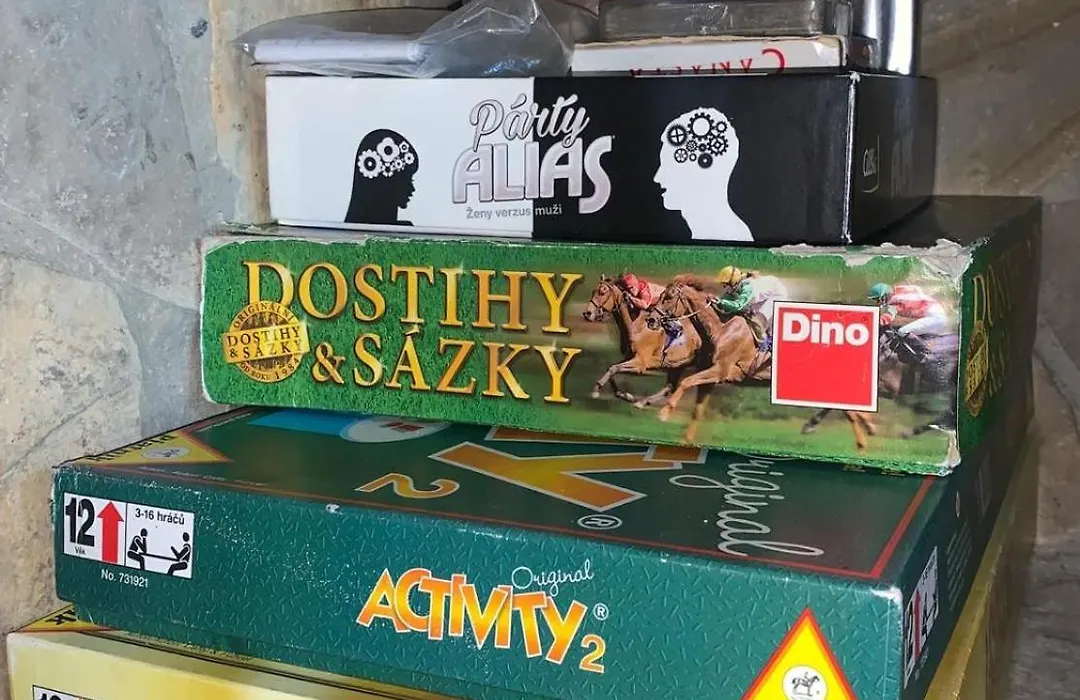 Párty
ALIAS
Ženy verzus muži
DOSTIHY
& SÁZKY
ORIGINÁLNÍ
DOSTIHY
& SÁZKY
Dino
Original
2
®
12
Věk
3-16 hráčů
No. 731921
Original
ACTIVITY®
2